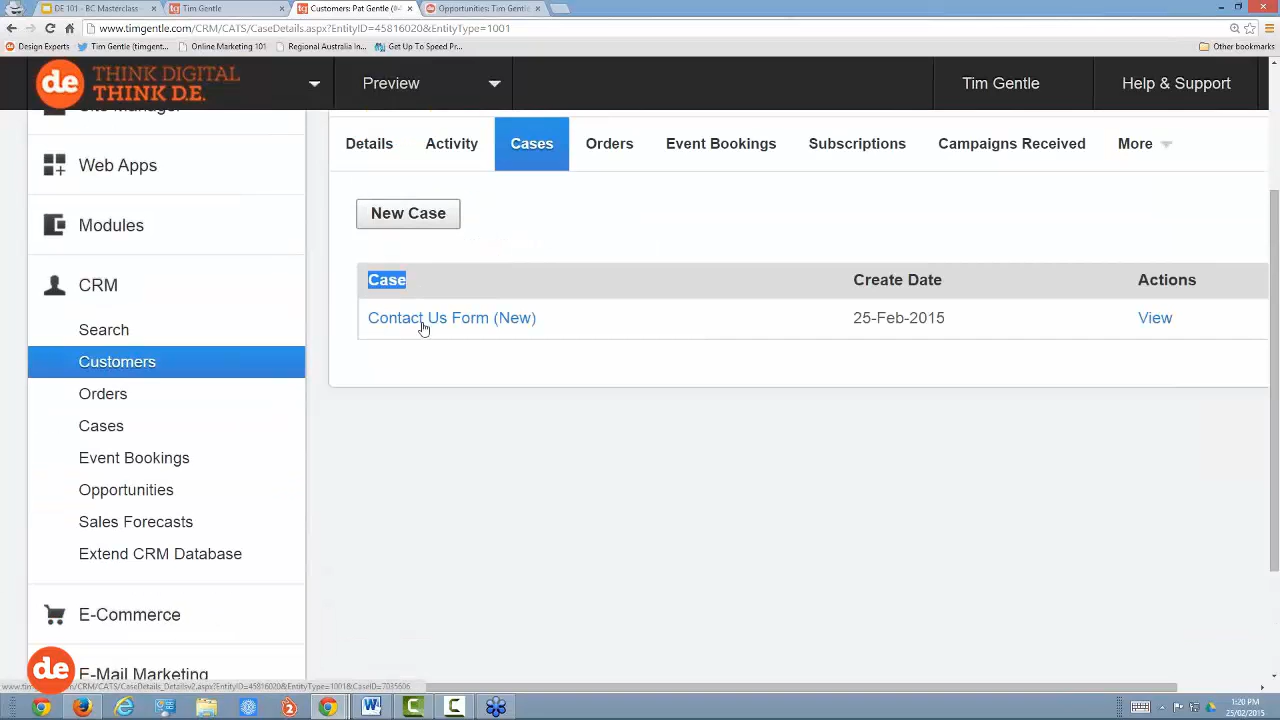 DE 101 - BC Masterclass
Tim Gentle
Customers: Pat Gentle
Opportunities: Tim Gentle
www.timgentle.com/CRM/CATS/CaseDetails.aspx?EntityID=45816020&EntityType=1001
Design Experts
Tim Gentle (timgent...
Online Marketing 101
Regional Australia In...
Get Up To Speed Pr...
Other bookmarks
de
THINK DIGITAL
THINK D.E.
Preview
Tim Gentle
Help & Support
Site Manager
Web Apps
Modules
CRM
Search
Customers
Orders
Cases
Event Bookings
Opportunities
Sales Forecasts
Extend CRM Database
E-Commerce
E-Mail Marketing
Details
Activity
Cases
Orders
Event Bookings
Subscriptions
Campaigns Received
More
New Case
Case
Create Date
Actions
Contact Us Form (New)
25-Feb-2015
View
de
1:20 PM
25/02/2015